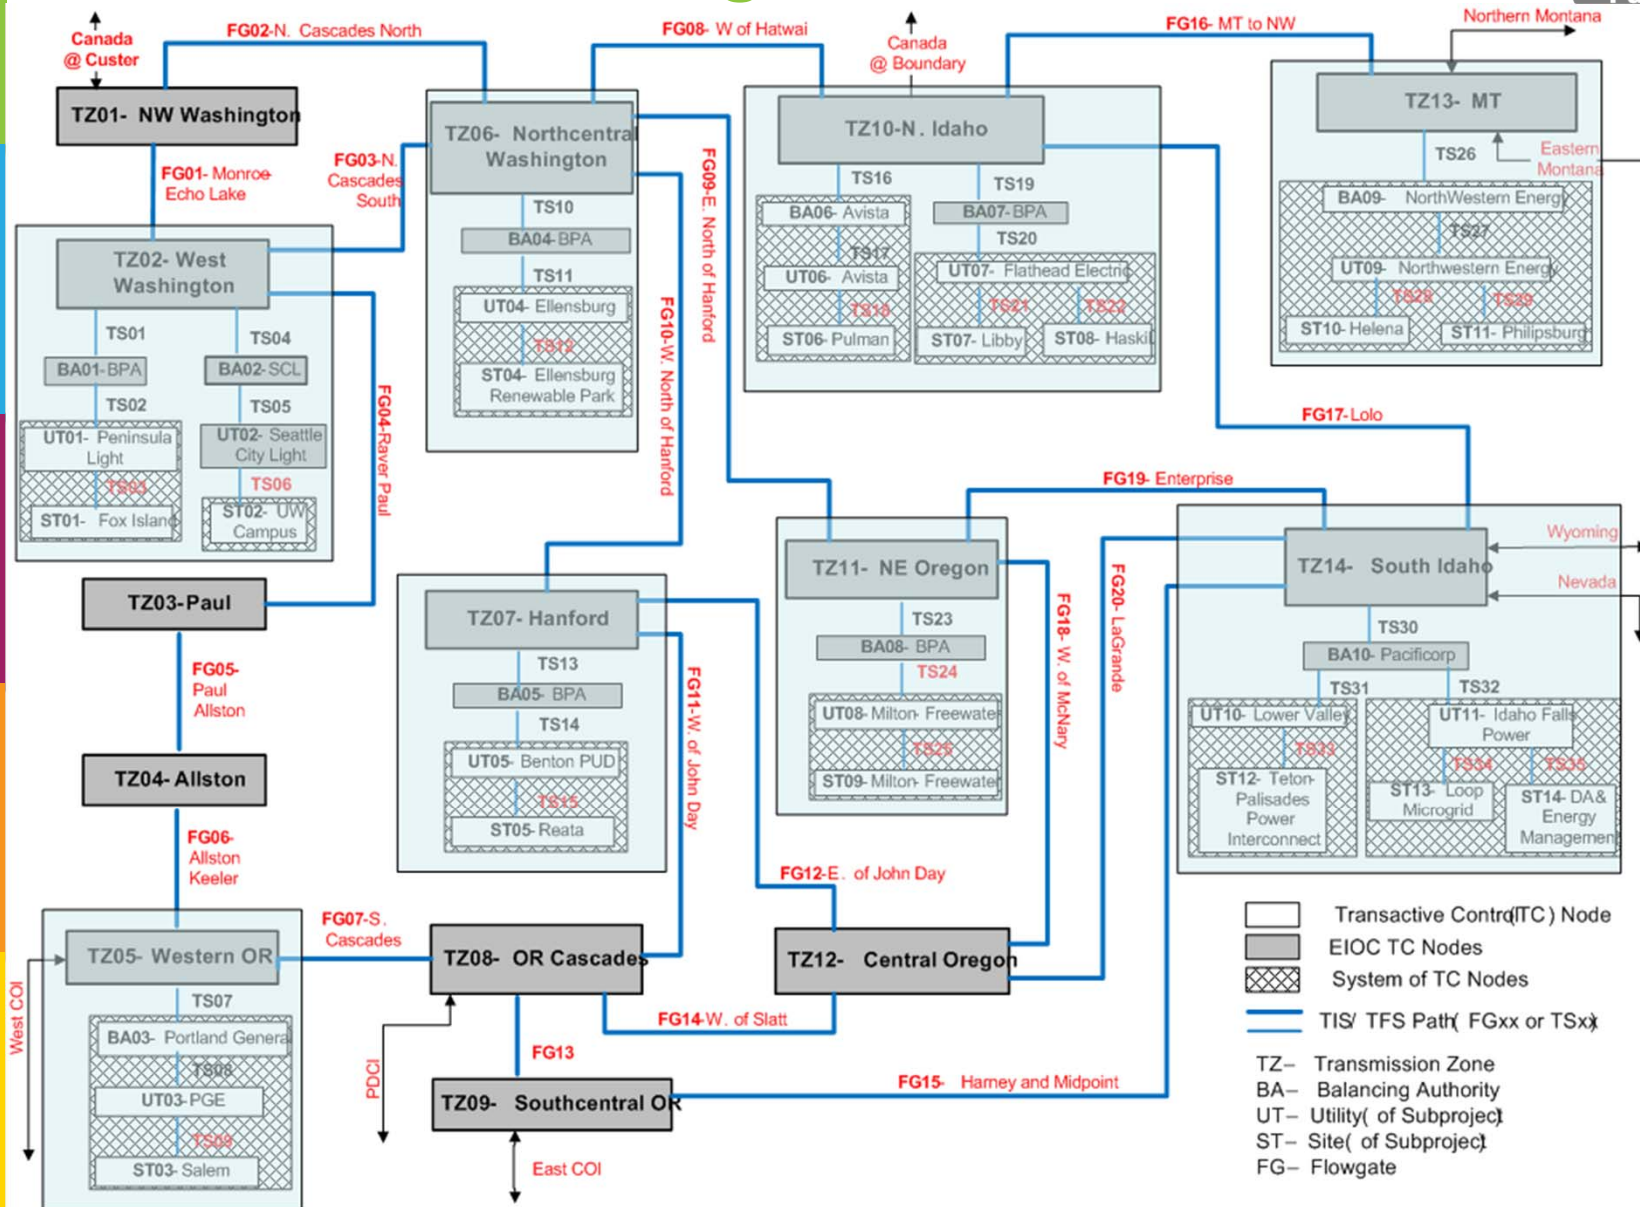 Canada
@ Custer
FG02-N. Cascades North
FG08- W of Hatwai
Canada
@ Boundary
FG16- MT to NW
Northern Montana
TZ01- NW Washington
FG01- Monroe
Echo Lake
FG03-N.
Cascades
South
TZ06- Northcentral
Washington
TS10
BA04-BPA
TS11
UT04- Ellensburg
TS12
ST04- Ellensburg
Renewable Park
FG09-E. North of Hanford
FG10-W. North of Hanford
TZ10-N. Idaho
TS16
BA06- Avista
TS17
UT06- Avista
TS18
ST06- Pulman
TS19
BA07-BPA
TS20
UT07- Flathead Electric
TS21
TS22
ST07- Libby
ST08- Haskil
TZ13- MT
TS26
Eastern
Montana
BA09- NorthWestern Energy
TS27
UT09- Northwestern Energy
TS28
TS29
ST10- Helena
ST11- Philipsburg
TZ02- West
Washington
TS01
TS04
BA01-BPA
BA02-SCL
TS02
TS05
UT01- Peninsula
Light
UT02- Seattle
City Light
TS03
TS06
ST01- Fox Island
ST02- UW
Campus
FG04-Raver Paul
FG17-Lolo
FG19- Enterprise
TZ03-Paul
FG05-
Paul
Allston
TZ04-Allston
FG06-
Allston
Keeler
TZ07- Hanford
TS13
BA05- BPA
TS14
UT05- Benton PUD
TS15
ST05- Reata
FG11-W. of John Day
TZ11- NE Oregon
TS23
BA08- BPA
TS24
UT08- Milton- Freewater
TS25
ST09- Milton- Freewater
FG18- W. of McNary
FG20- LaGrande
TZ14- South Idaho
Wyoming
Nevada
TS30
BA10- Pacificorp
TS31
TS32
UT10- Lower Valley
UT11- Idaho Falls
Power
TS33
TS34
TS35
ST12- Teton-
Palisades
Power
Interconnect
ST13- Loop
Microgrid
ST14- DA&
Energy
Managemen
FG12-E. of John Day
FG07-S.
Cascades
TZ05- Western OR
TS07
BA03- Portland General
TS08
UT03-PGE
TS09
ST03- Salem
West COI
TZ08- OR Cascades
TZ12- Central Oregon
FG14-W. of Slatt
PDCI
FG13
TZ09- Southcentral OR
FG15- Harney and Midpoint
East COI
Transactive Control(TC) Node
EIOC TC Nodes
System of TC Nodes
TIS/ TFS Path( FGxx or TSxx)
TZ– Transmission Zone
BA– Balancing Authority
UT– Utility( of Subproject)
ST– Site( of Subproject)
FG– Flowgate